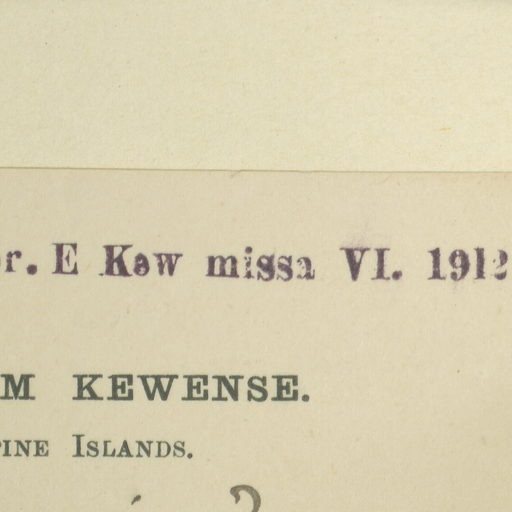 r. E Kew missa VI. 1912
M KEWENSE.
PINE ISLANDS.
?